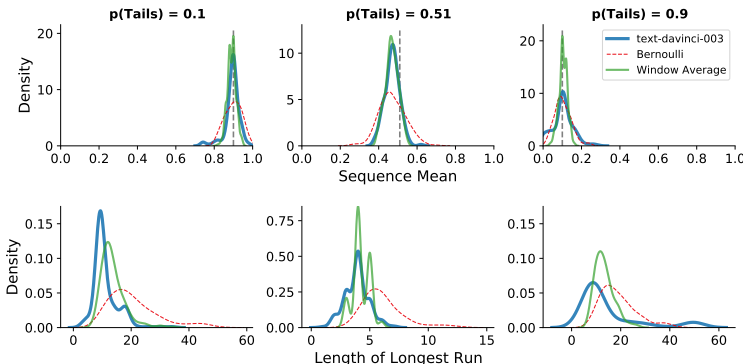 p(Tails) = 0.1 p(Tails) = 0.51 p(Tails) = 0.9
text-davinci-003
Bernoulli
Window Average
Density
20
10
0
0.0 0.2 0.4 0.6 0.8 1.0
10
5
0
0.0 0.2 0.4 0.6 0.8 1.0
20
15
10
5
0
0.0 0.2 0.4 0.6 0.8 1.0
Sequence Mean
Density
0.15
0.10
0.05
0.00
0 20 40 60
0.75
0.50
0.25
0.00
0 5 10 15
0.15
0.10
0.05
0.00
0 20 40 60
Length of Longest Run